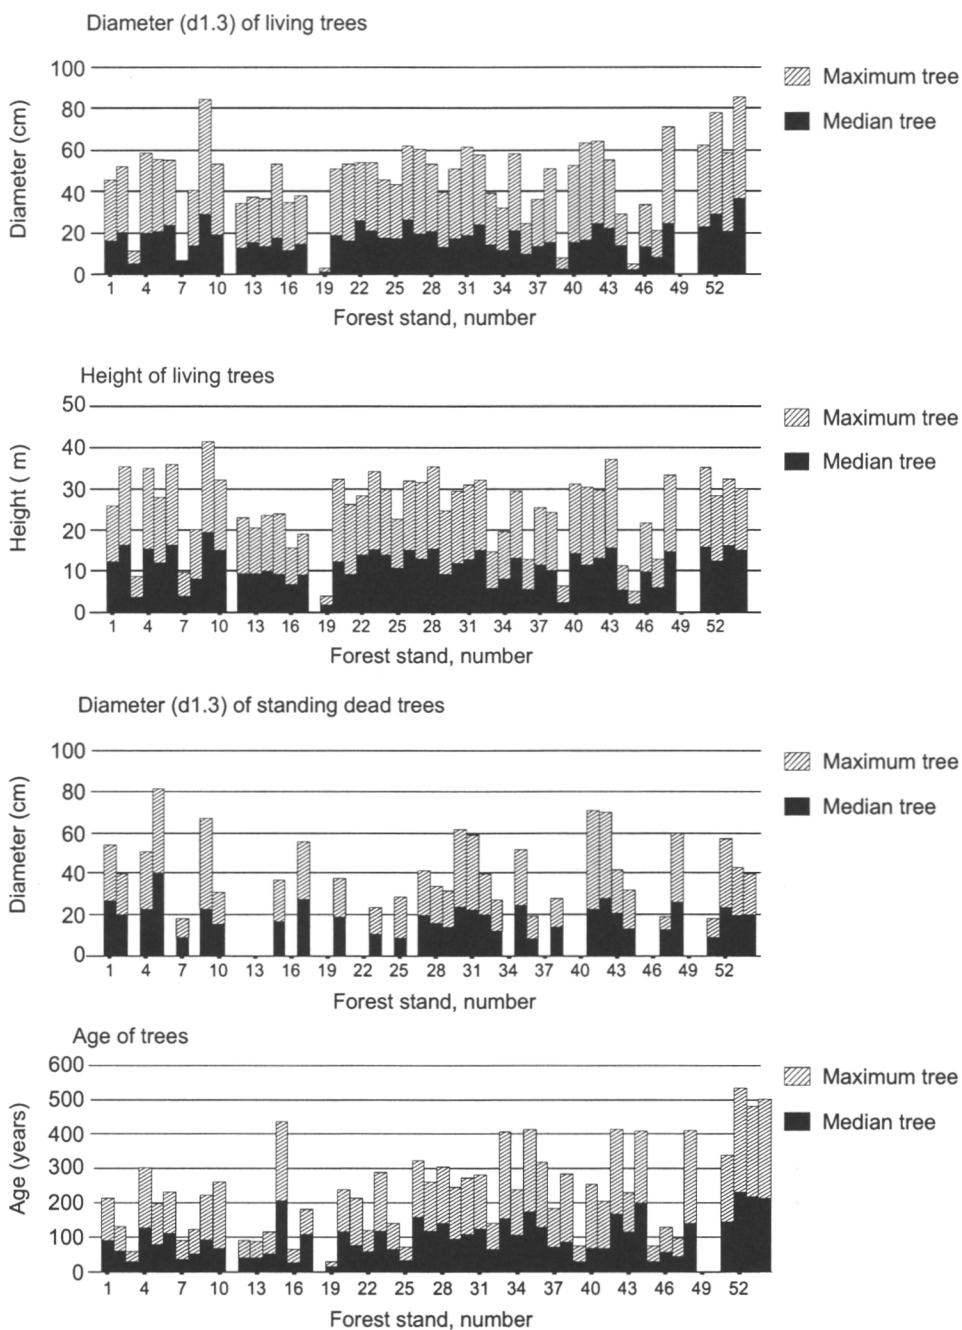 Diameter (d1.3) of living trees
100
80
60
40
20
0
Diameter (cm)
Maximum tree
Median tree
1 4 7 10 13 16 19 22 25 28 31 34 37 40 43 46 49 52
Forest stand, number
Height of living trees
50
40
30
20
10
0
Height ( m)
Maximum tree
Median tree
1 4 7 10 13 16 19 22 25 28 31 34 37 40 43 46 49 52
Forest stand, number
Diameter (d1.3) of standing dead trees
100
80
60
40
20
0
Diameter (cm)
Maximum tree
Median tree
1 4 7 10 13 16 19 22 25 28 31 34 37 40 43 46 49 52
Forest stand, number
Age of trees
600
500
400
300
200
100
0
Age (years)
Maximum tree
Median tree
1 4 7 10 13 16 19 22 25 28 31 34 37 40 43 46 49 52
Forest stand, number